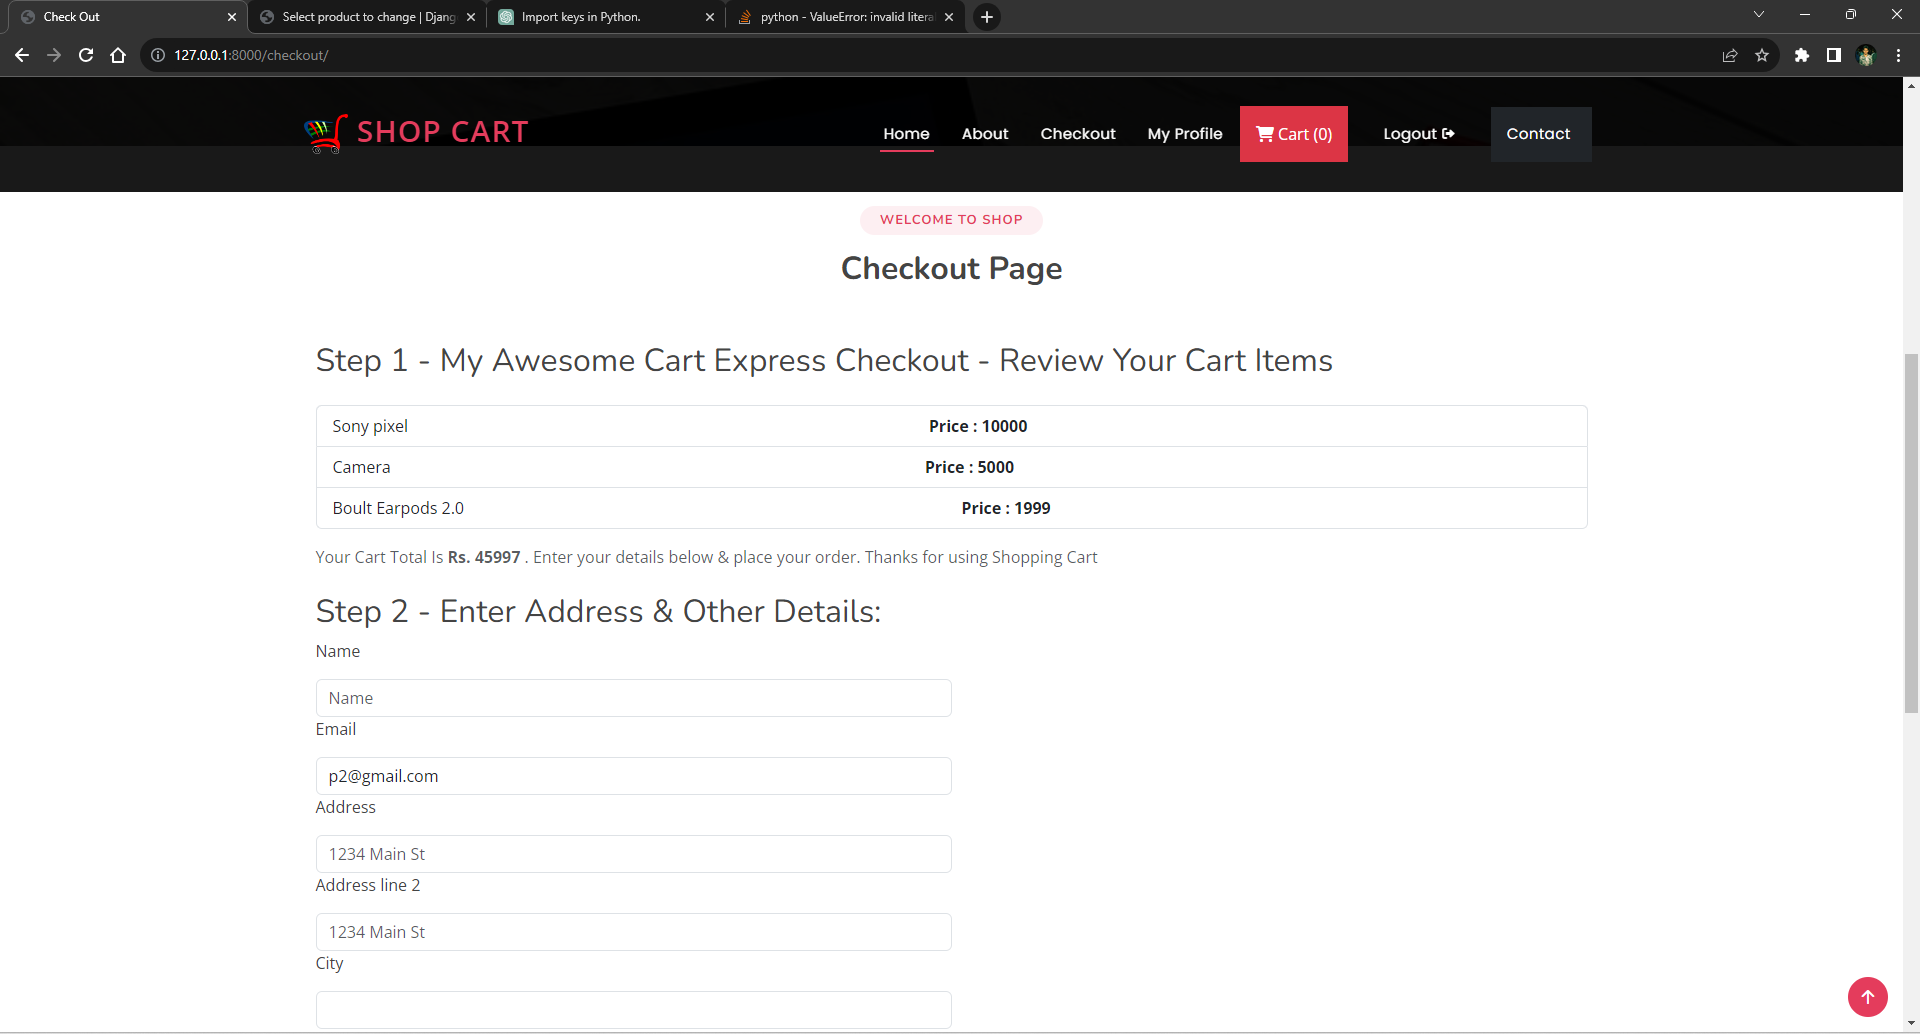 Check Out
Select product to change | Djang
Import keys in Python.
python - ValueError: invalid litera
127.0.0.1:8000/checkout/
SHOP CART
Home
About
Checkout
My Profile
Cart (0)
Logout
Contact
WELCOME TO SHOP
Checkout Page
Step 1 - My Awesome Cart Express Checkout - Review Your Cart Items
Sony pixel Price : 10000
Camera Price : 5000
Boult Earpods 2.0 Price : 1999
Your Cart Total Is Rs. 45997 . Enter your details below & place your order. Thanks for using Shopping Cart
Step 2 - Enter Address & Other Details:
Name
Name
Email
p2@gmail.com
Address
1234 Main St
Address line 2
1234 Main St
City